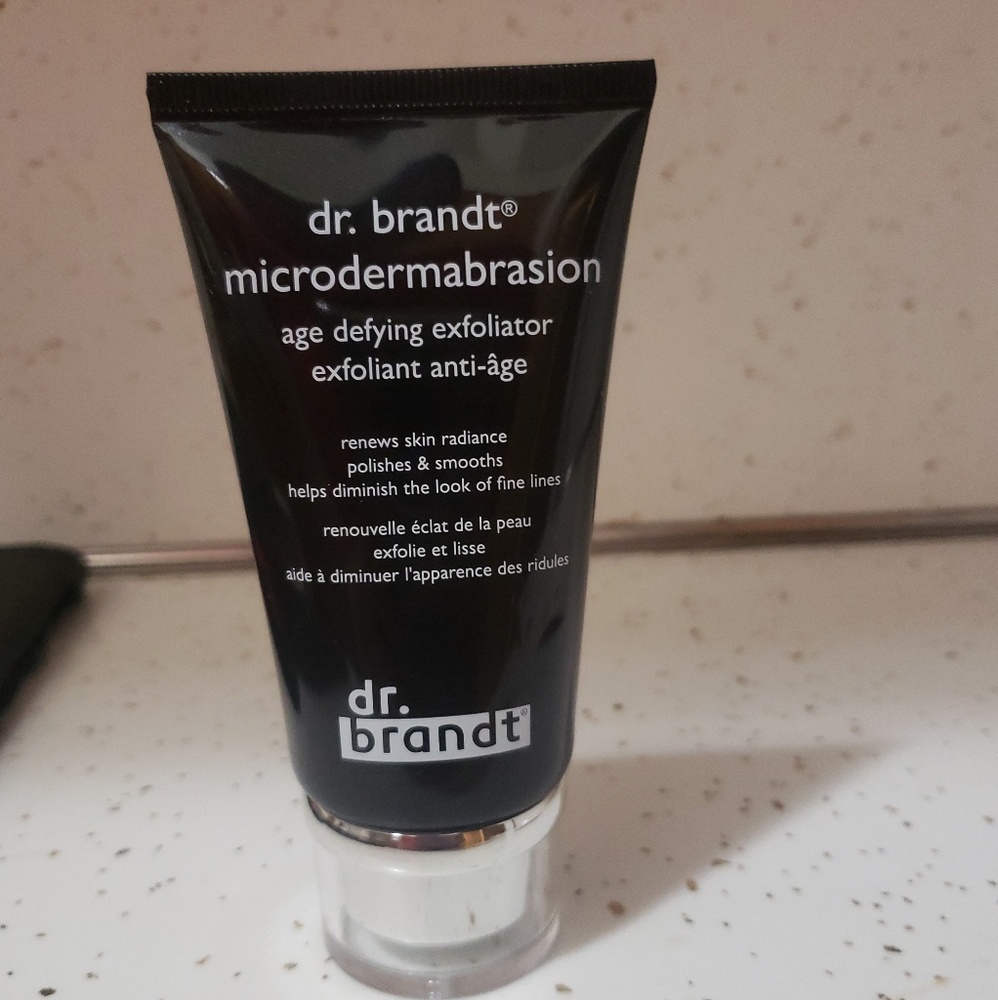 dr. brandt®
microdermabrasion
age defying exfoliator
exfoliant anti-âge
renews skin radiance
polishes & smooths
helps diminish the look of fine lines
renouvelle éclat de la peau
exfolie et lisse
aide à diminuer l'apparence des ridules
dr.
brandt®